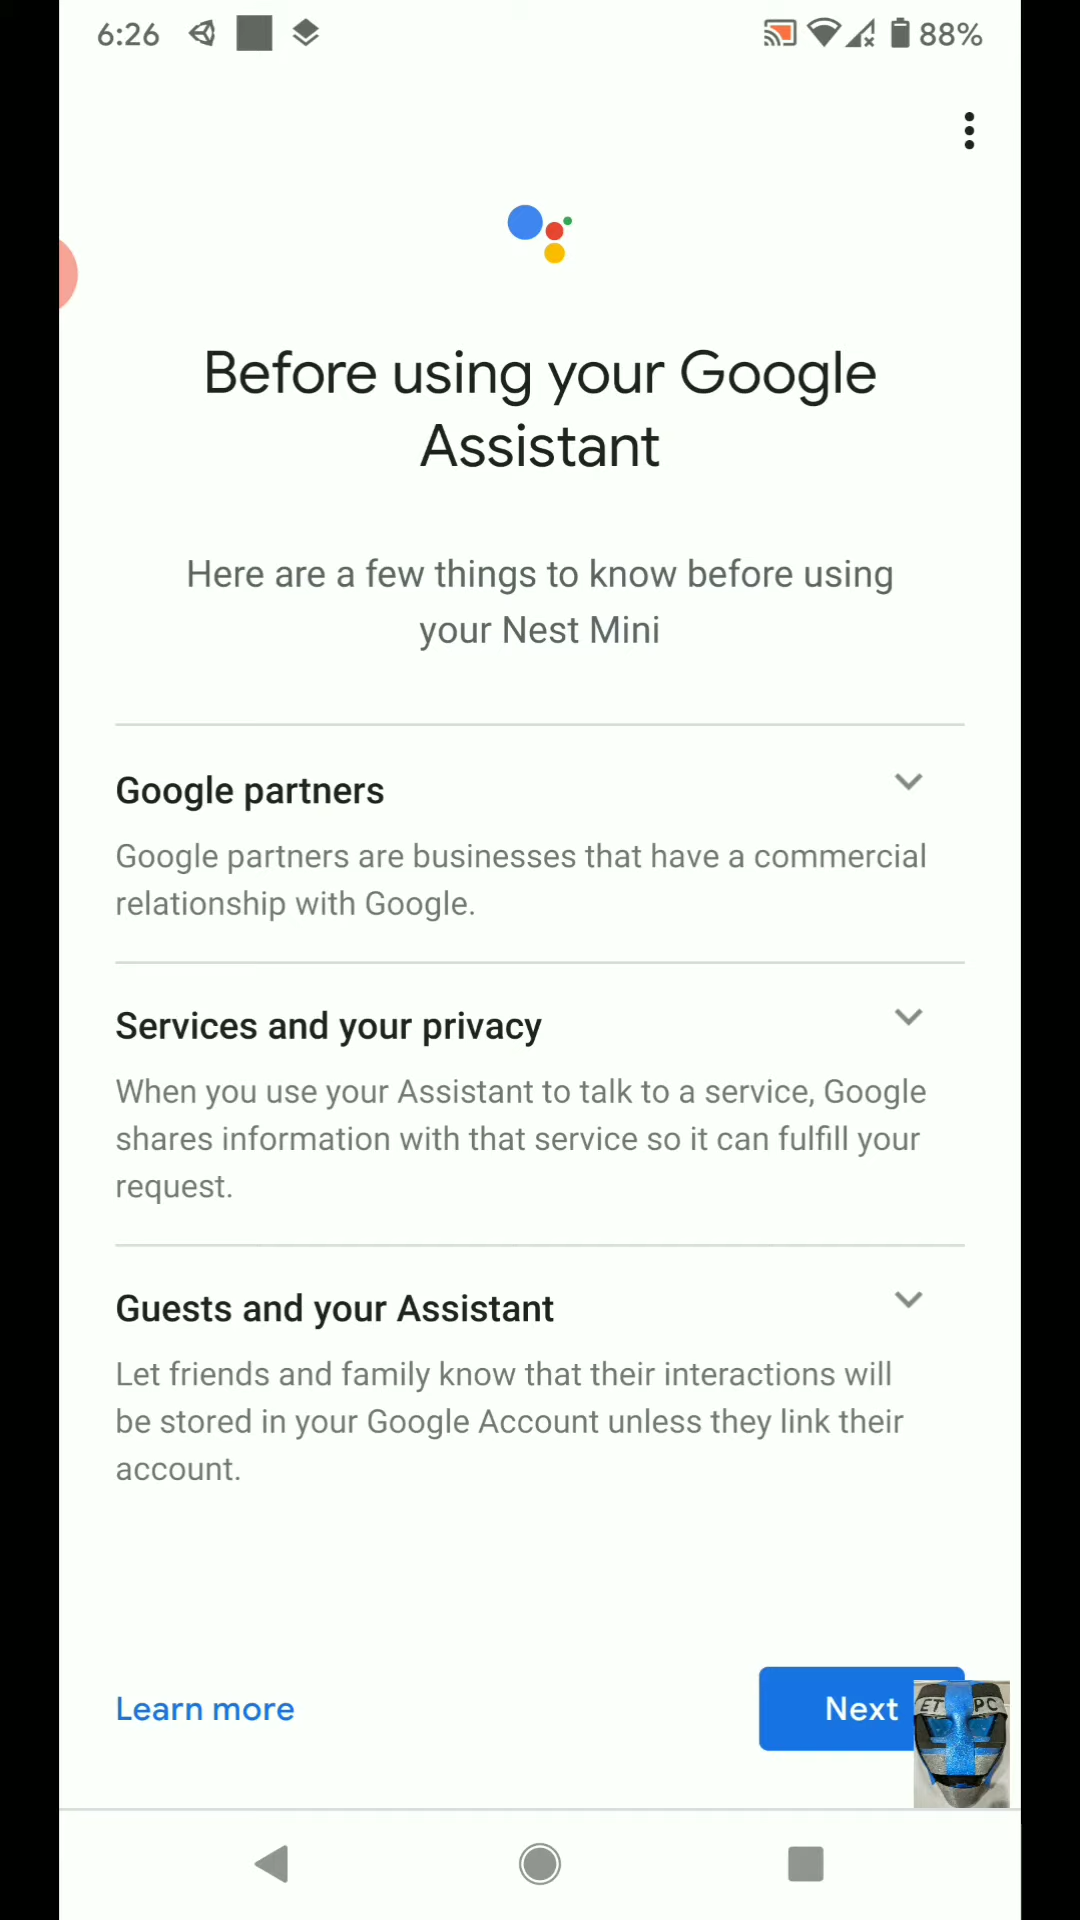 6:26
88%
Before using your Google
Assistant
Here are a few things to know before using
your Nest Mini
Google partners
Google partners are businesses that have a commercial
relationship with Google.
Services and your privacy
When you use your Assistant to talk to a service, Google
shares information with that service so it can fulfill your
request.
Guests and your Assistant
Let friends and family know that their interactions will
be stored in your Google Account unless they link their
account.
Learn more
Next
ET PC